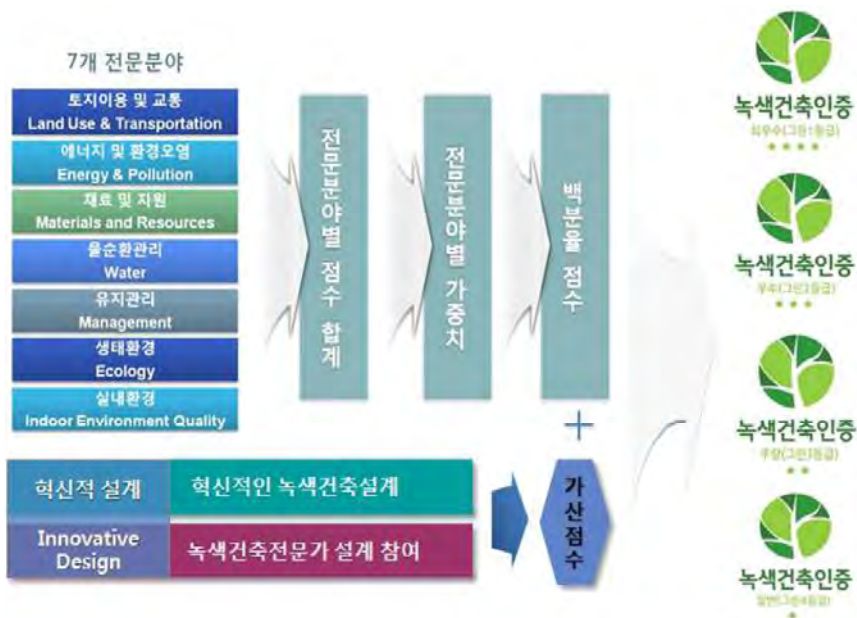 7개 전문분야
토지이용 및 교통
Land Use & Transportation
에너지 및 환경오염
Energy & Pollution
재료 및 자원
Materials and Resources
물순환관리
Water
유지관리
Management
생태환경
Ecology
실내환경
Indoor Environment Quality
전문분야별 점수 합계
전문분야별 가중치
백분율 점수
+
가산점수
혁신적 설계
Innovative
Design
혁신적인 녹색건축설계
녹색건축전문가 설계 참여
녹색건축인증
최우수(그린1등급)
녹색건축인증
우수(그린2등급)
녹색건축인증
우량(그린3등급)
녹색건축인증
일반(그린4등급)